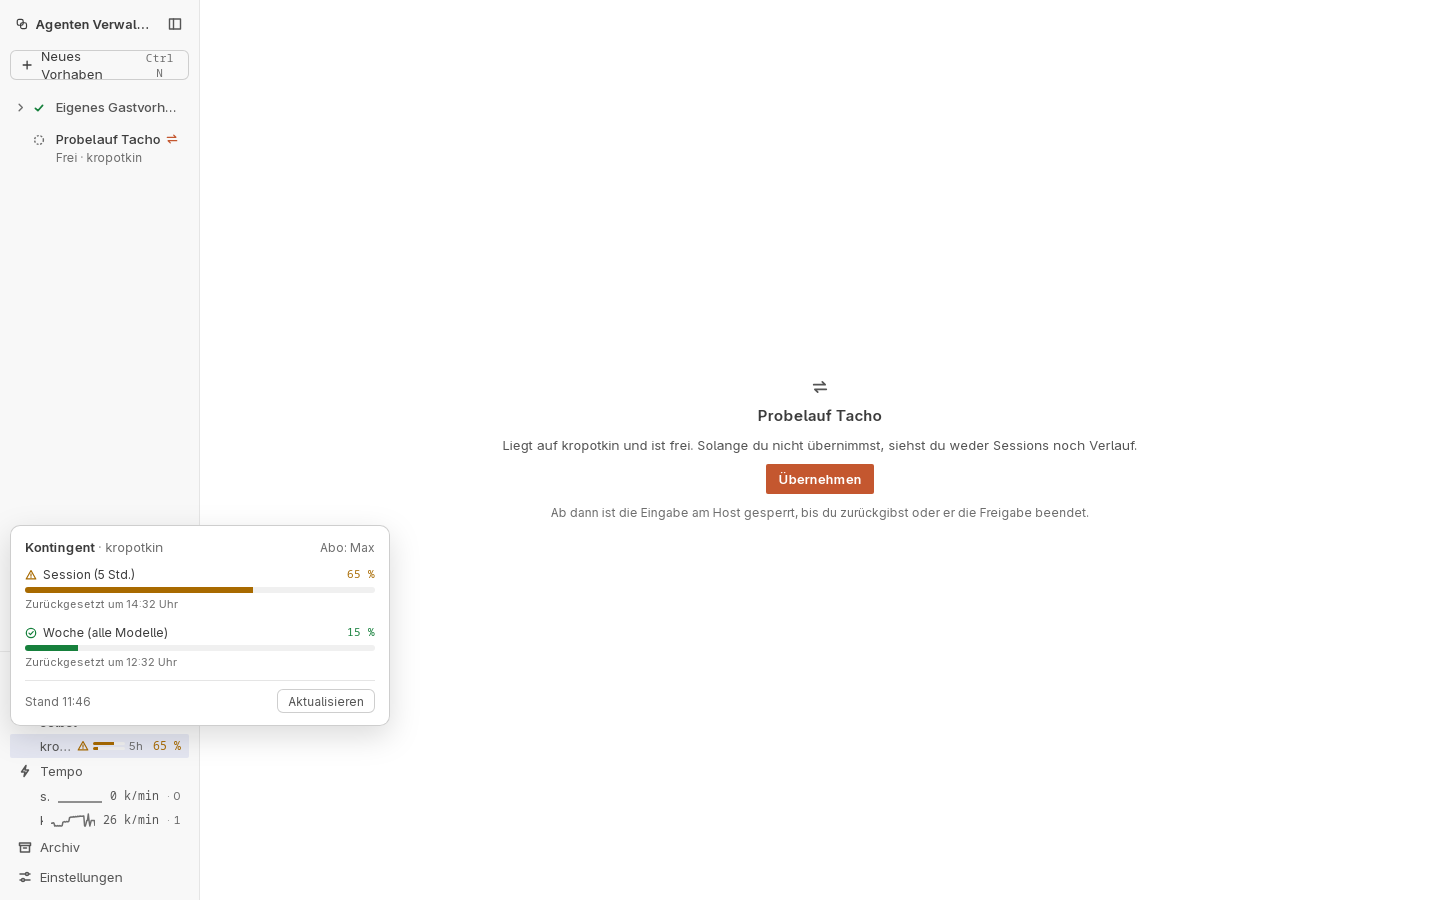 Agenten Verwal…
Neues Vorhaben
Ctrl N
Eigenes Gastvorh…
Probelauf Tacho
Frei · kropotkin
Probelauf Tacho
Liegt auf kropotkin und ist frei. Solange du nicht übernimmst, siehst du weder Sessions noch Verlauf.
Übernehmen
Ab dann ist die Eingabe am Host gesperrt, bis du zurückgibst oder er die Freigabe beendet.
Kontingent · kropotkin
Abo: Max
Session (5 Std.)
65 %
Zurückgesetzt um 14:32 Uhr
Woche (alle Modelle)
15 %
Zurückgesetzt um 12:32 Uhr
Stand 11:46
Aktualisieren
kro… 5h 65 %
Tempo
s. 0 k/min · 0
26 k/min · 1
Archiv
Einstellungen